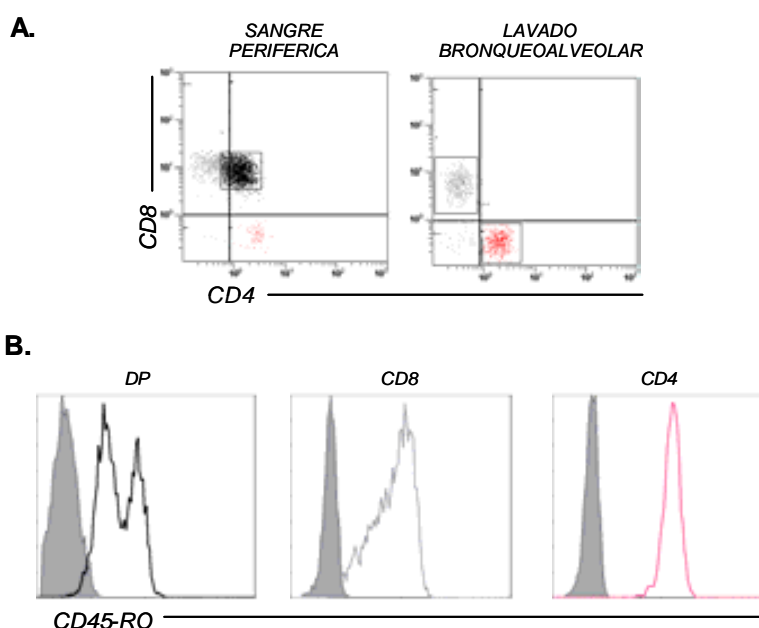 A.
SANGRE
PERIFERICA
LAVADO
BRONQUEOALVEOLAR
CD8
CD4
B.
DP
CD8
CD4
CD45-RO